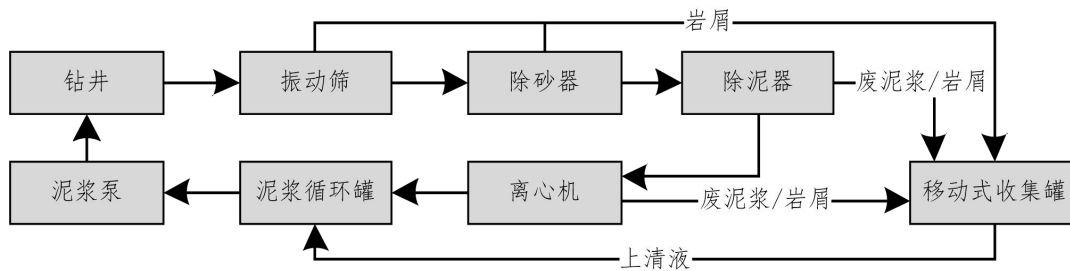 岩屑
钻井
振动筛
除砂器
除泥器
废泥浆/岩屑
泥浆泵
泥浆循环罐
离心机
废泥浆/岩屑
移动式收集罐
上清液